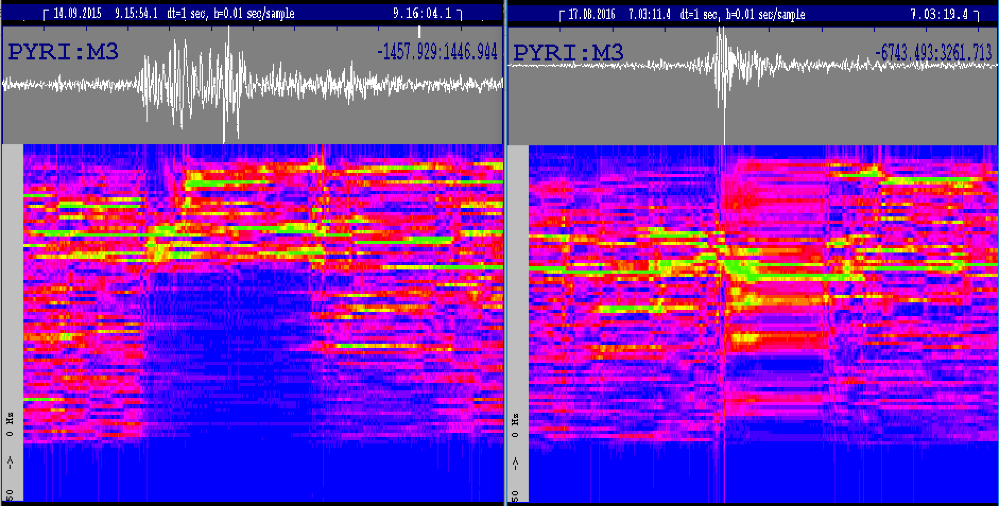 14.09.2015 9.15:54.1 dt=1 sec, b=0.01 sec/sample 9.16:04.1
PYRI:M3 -1457.929:1446.944
50 -> 0 Hz
17.08.2016 7.03:11.4 dt=1 sec, b=0.01 sec/sample 7.03:19.4
PYRI:M3 -6743.493:3261.713
50 -> 0 Hz